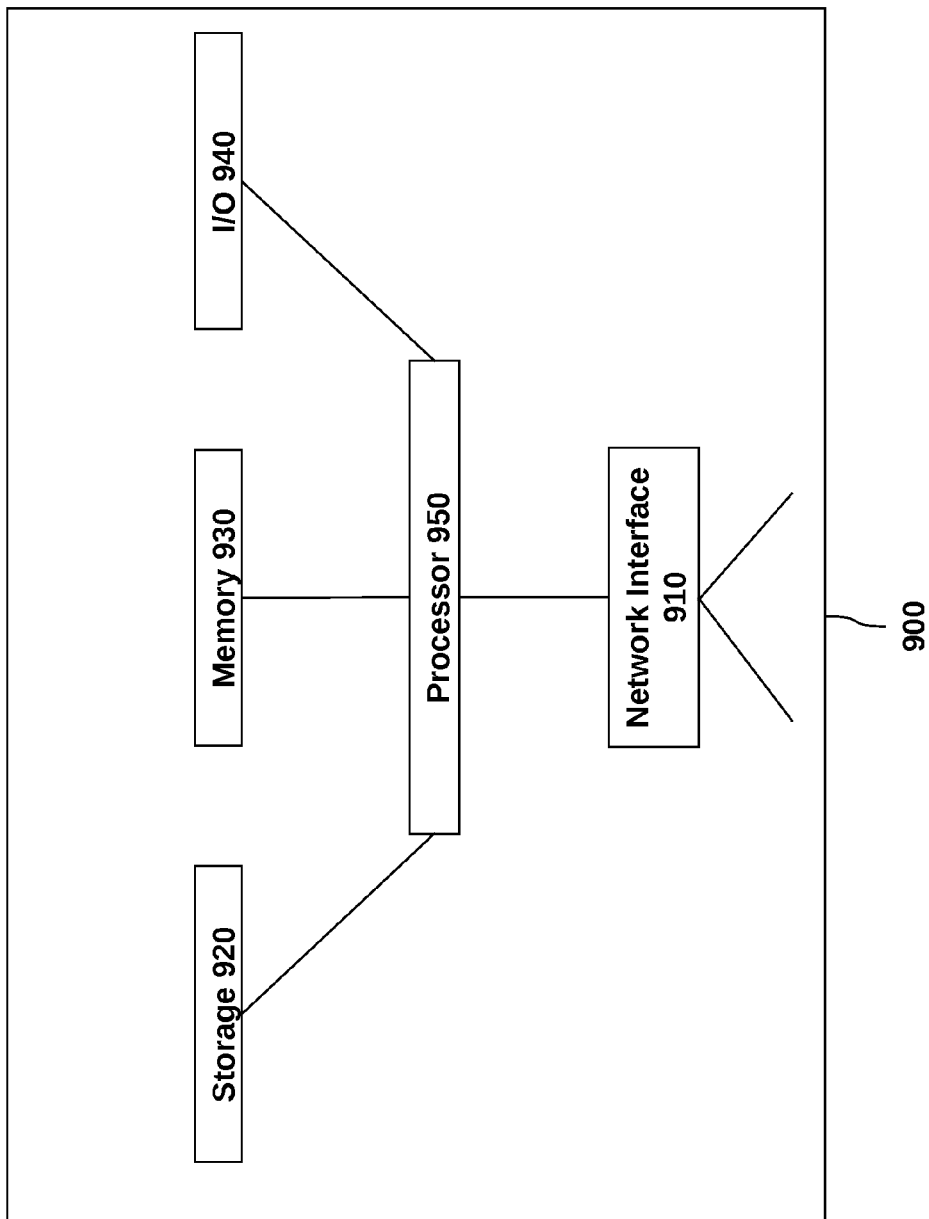 Storage 920
Memory 930
I/O 940
Processor 950
Network Interface
910
900